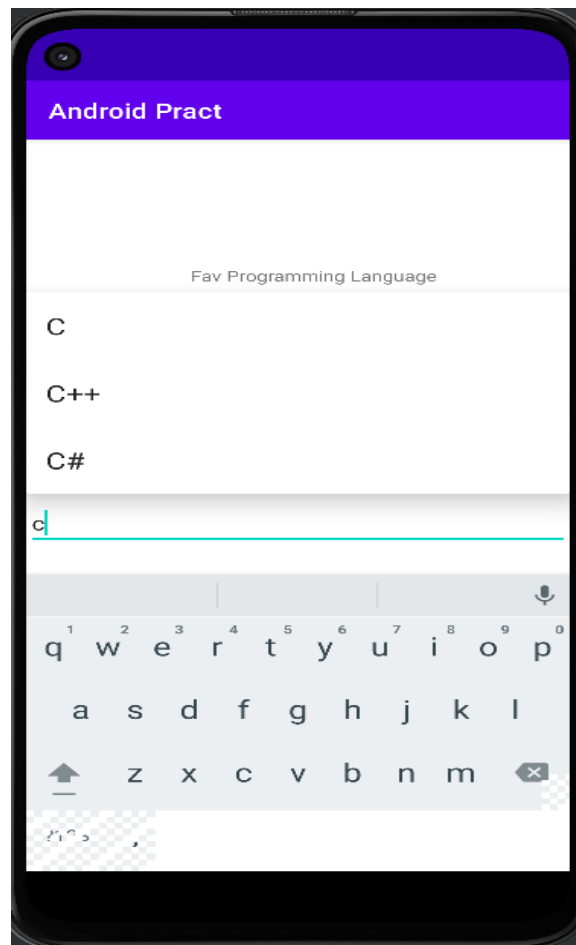 Android Pract
Fav Programming Language
C
C++
C#
c
1 2 3 4 5 6 7 8 9 0
q w e r t y u i o p
a s d f g h j k l
z x c v b n m
,